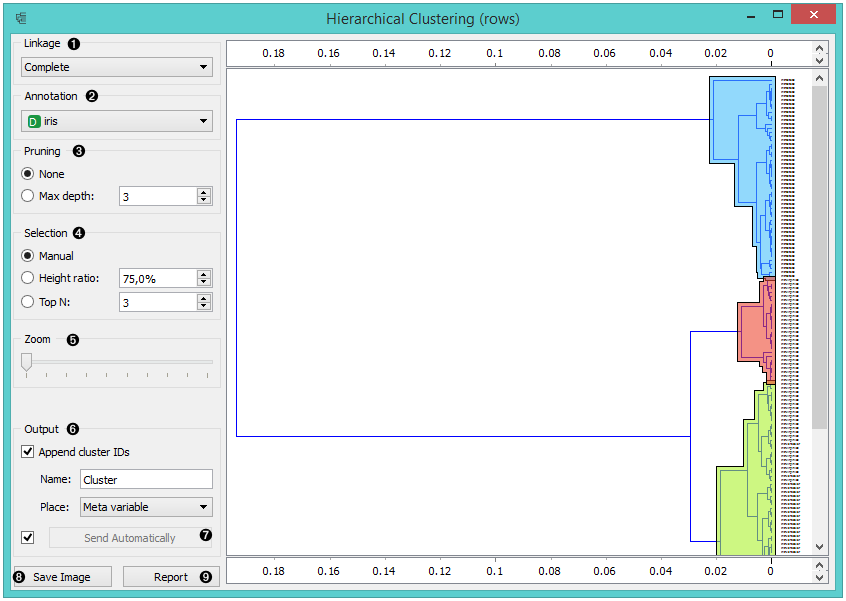 Hierarchical Clustering (rows)
Linkage 1
Complete
Annotation 2
D iris
Pruning 3
None
Max depth: 3
Selection 4
Manual
Height ratio: 75,0%
Top N: 3
Zoom 5
Output 6
Append cluster IDs
Name: Cluster
Place: Meta variable
Send Automatically 7
8 Save Image
Report 9
0.18 0.16 0.14 0.12 0.1 0.08 0.06 0.04 0.02 0
0.18 0.16 0.14 0.12 0.1 0.08 0.06 0.04 0.02 0